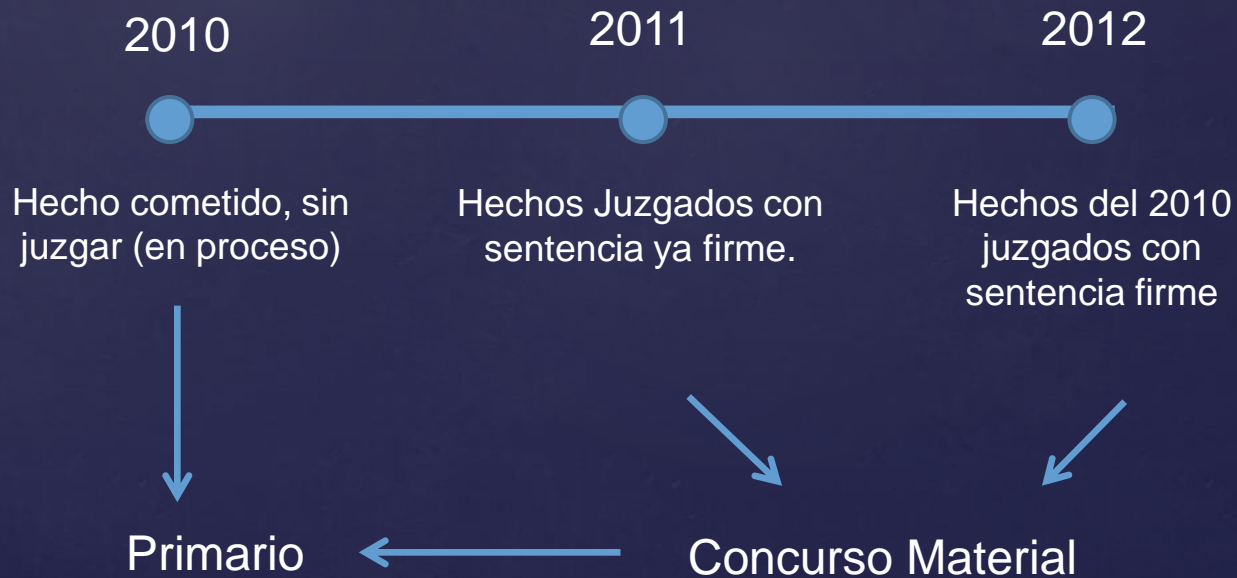 2010
2011
2012
Hecho cometido, sin
juzgar (en proceso)
Hechos Juzgados con
sentencia ya firme.
Hechos del 2010
juzgados con
sentencia firme
Primario
Concurso Material